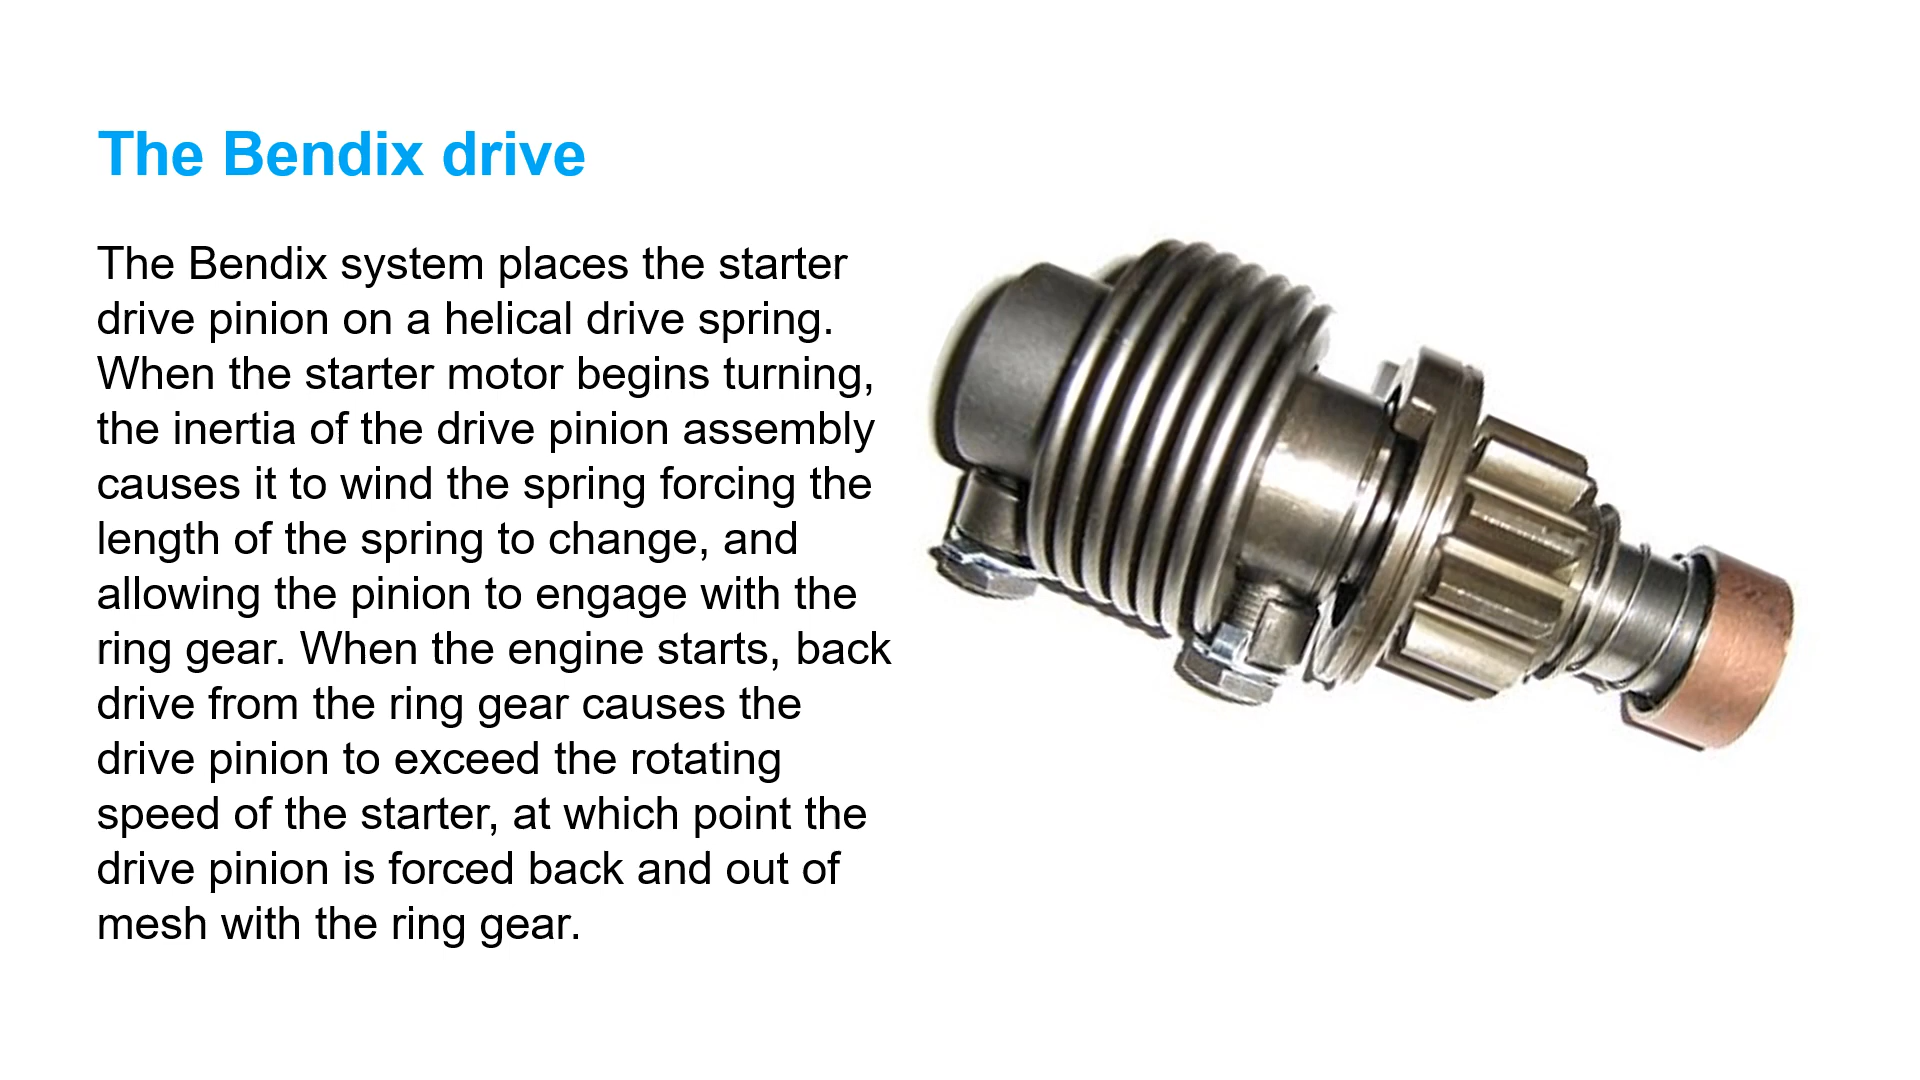 The Bendix drive
The Bendix system places the starter
drive pinion on a helical drive spring.
When the starter motor begins turning,
the inertia of the drive pinion assembly
causes it to wind the spring forcing the
length of the spring to change, and
allowing the pinion to engage with the
ring gear. When the engine starts, back
drive from the ring gear causes the
drive pinion to exceed the rotating
speed of the starter, at which point the
drive pinion is forced back and out of
mesh with the ring gear.